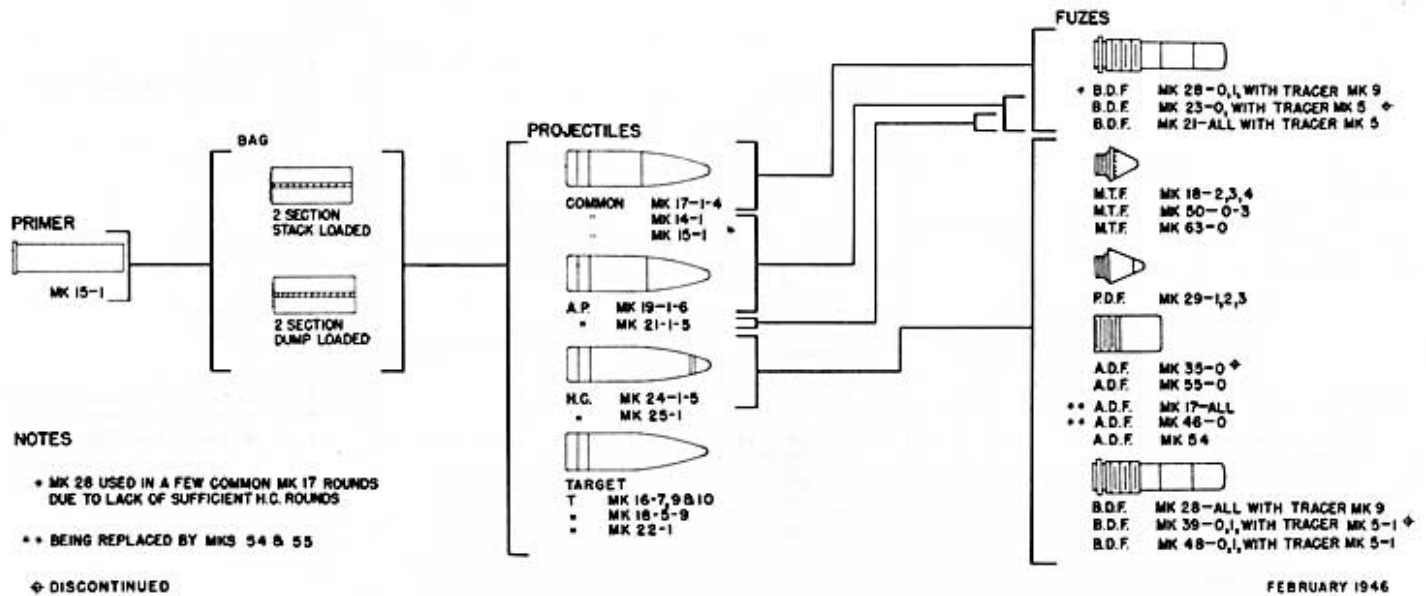 PRIMER
MK 15-1
BAG
2 SECTION
STACK LOADED
2 SECTION
DUMP LOADED
PROJECTILES
COMMON MK 17-1-4
" MK 14-1
" MK 15-1
A.P. MK 19-1-6
" MK 21-1-5
H.C. MK 24-1-5
" MK 25-1
TARGET
T MK 16-7,9&10
" MK 18-5-9
" MK 22-1
FUZES
* B.D.F. MK 28-0,1, WITH TRACER MK 9
B.D.F. MK 23-0, WITH TRACER MK 5 ⌖
B.D.F. MK 21-ALL WITH TRACER MK 5
M.T.F. MK 18-2,3,4
M.T.F. MK 50-0-3
M.T.F. MK 63-0
P.D.F. MK 29-1,2,3
A.D.F. MK 35-0 ⌖
A.D.F. MK 55-0
** A.D.F. MK 17-ALL
** A.D.F. MK 46-0
A.D.F. MK 54
B.D.F. MK 28-ALL WITH TRACER MK 9
B.D.F. MK 39-0,1, WITH TRACER MK 5-1 ⌖
B.D.F. MK 48-0,1, WITH TRACER MK 5-1
NOTES
* MK 28 USED IN A FEW COMMON MK 17 ROUNDS
DUE TO LACK OF SUFFICIENT H.C. ROUNDS
** BEING REPLACED BY MKS 54 & 55
⌖ DISCONTINUED
FEBRUARY 1946